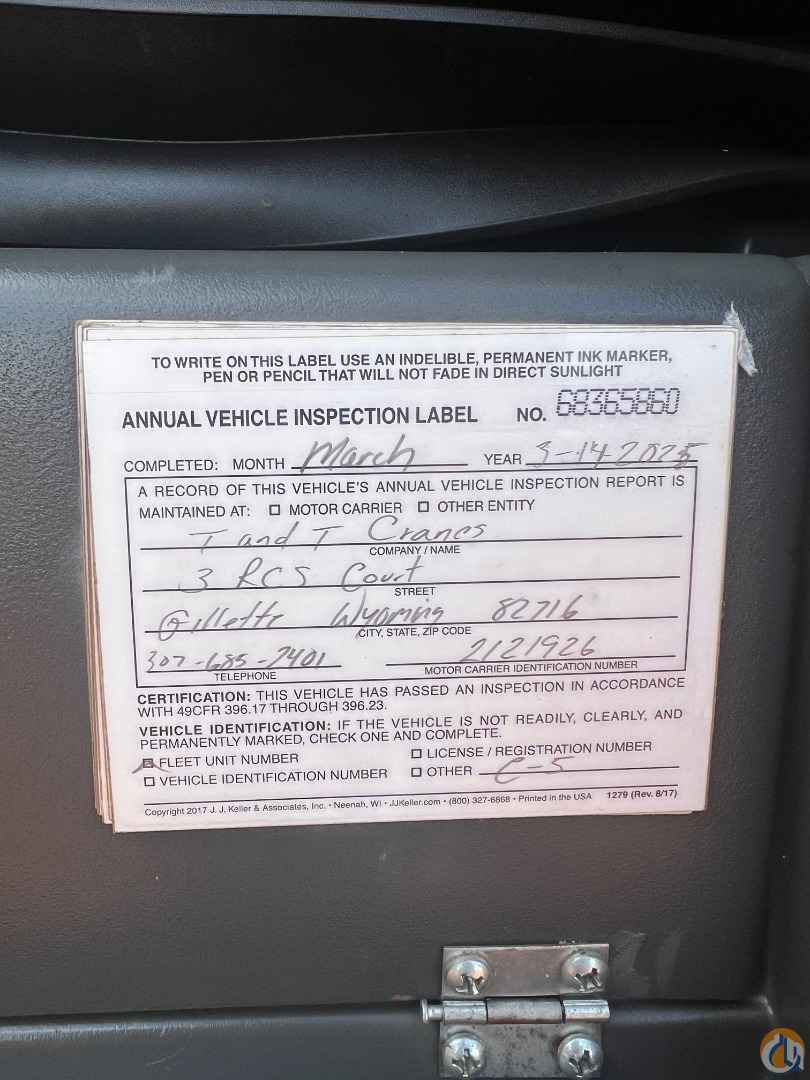 TO WRITE ON THIS LABEL USE AN INDELIBLE, PERMANENT INK MARKER,
PEN OR PENCIL THAT WILL NOT FADE IN DIRECT SUNLIGHT
ANNUAL VEHICLE INSPECTION LABEL NO. 68365860
COMPLETED: MONTH March YEAR 3-14-2025
A RECORD OF THIS VEHICLE'S ANNUAL VEHICLE INSPECTION REPORT IS
MAINTAINED AT: ☐ MOTOR CARRIER ☐ OTHER ENTITY
T and T Cranes
COMPANY / NAME
3 RCS Court
STREET
Gillette Wyoming 82716
CITY, STATE, ZIP CODE
307-685-7401 2121926
TELEPHONE MOTOR CARRIER IDENTIFICATION NUMBER
CERTIFICATION: THIS VEHICLE HAS PASSED AN INSPECTION IN ACCORDANCE
WITH 49CFR 396.17 THROUGH 396.23.
VEHICLE IDENTIFICATION: IF THE VEHICLE IS NOT READILY, CLEARLY, AND
PERMANENTLY MARKED, CHECK ONE AND COMPLETE.
☒ FLEET UNIT NUMBER ☐ LICENSE / REGISTRATION NUMBER
☐ VEHICLE IDENTIFICATION NUMBER ☐ OTHER C-5
Copyright 2017 J. J. Keller & Associates, Inc. • Neenah, WI • JJKeller.com • (800) 327-6868 • Printed in the USA 1279 (Rev. 8/17)